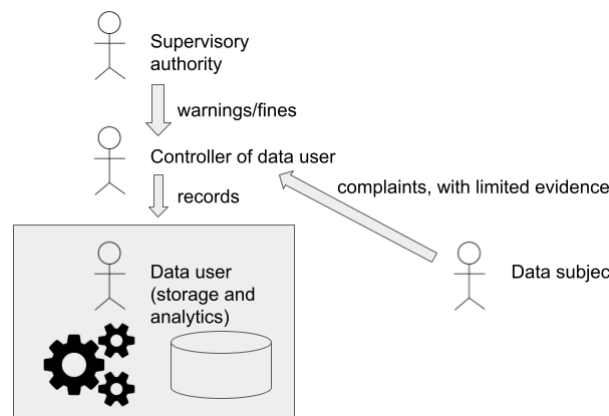 Supervisory
authority
warnings/fines
Controller of data user
complaints, with limited evidence
records
Data user
(storage and
analytics)
Data subjec